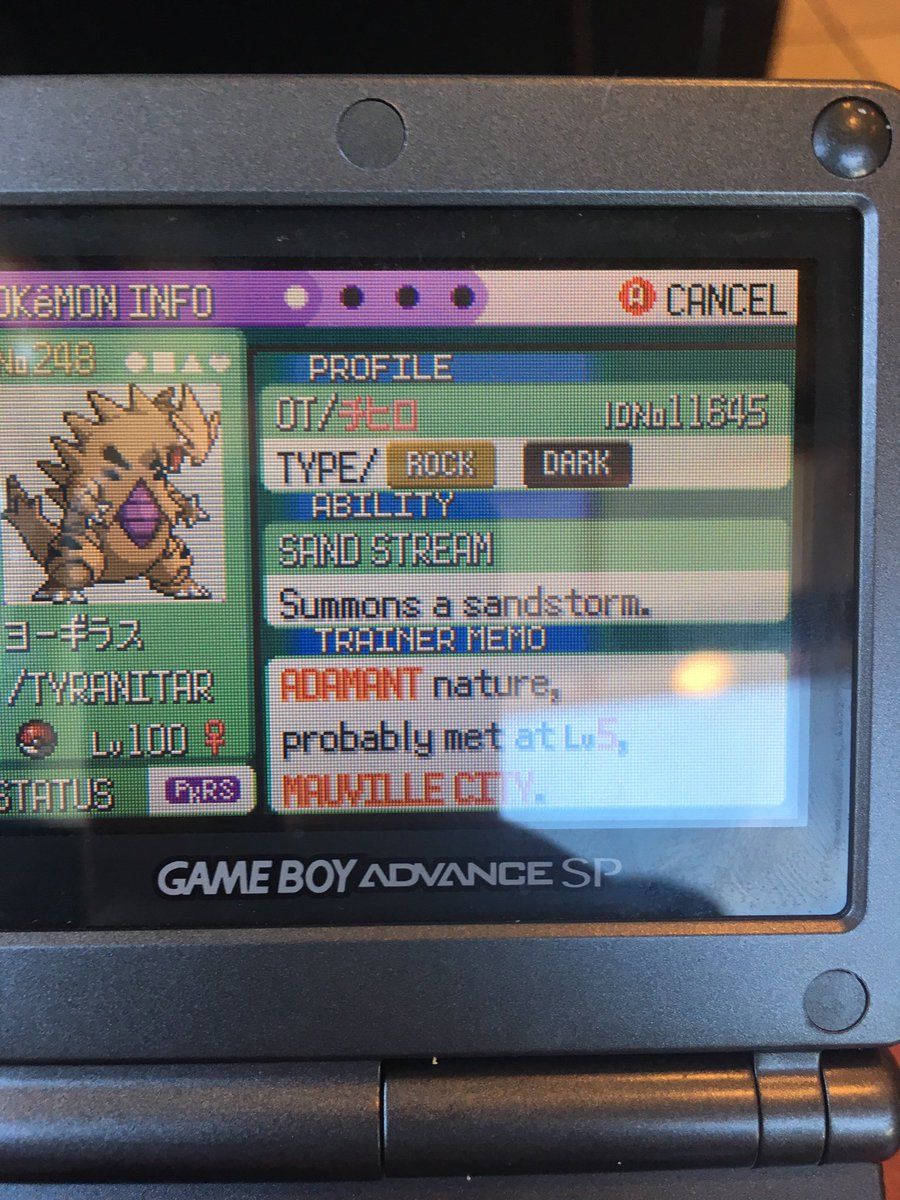 OKéMON INFO
A CANCEL
No248
PROFILE
OT/チヒロ IDNo11645
TYPE/ ROCK DARK
ABILITY
SAND STREAM
Summons a sandstorm.
ヨーギラス
/TYRANITAR
Lv100 ♀
STATUS PKRS
TRAINER MEMO
ADAMANT nature,
probably met at Lv5,
MAUVILLE CITY.
GAME BOY ADVANCE SP